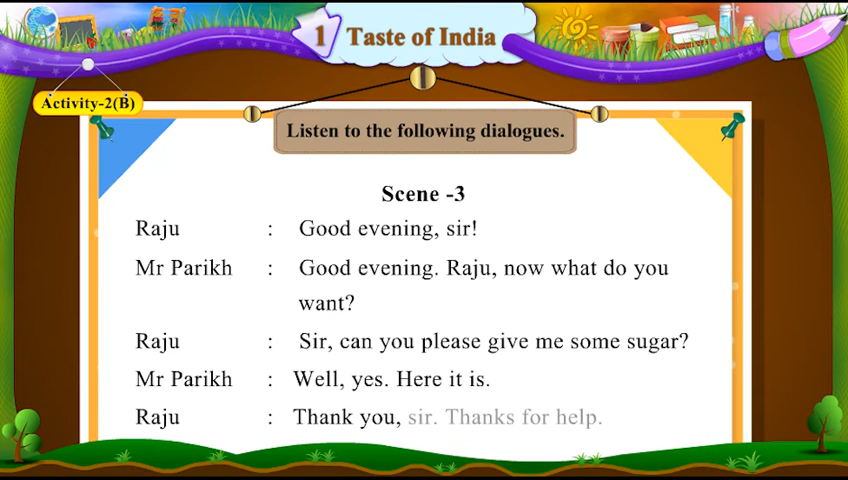 1 Taste of India
Activity-2(B)
Listen to the following dialogues.
Scene -3
Raju : Good evening, sir!
Mr Parikh : Good evening. Raju, now what do you
want?
Raju : Sir, can you please give me some sugar?
Mr Parikh : Well, yes. Here it is.
Raju : Thank you, sir. Thanks for help.